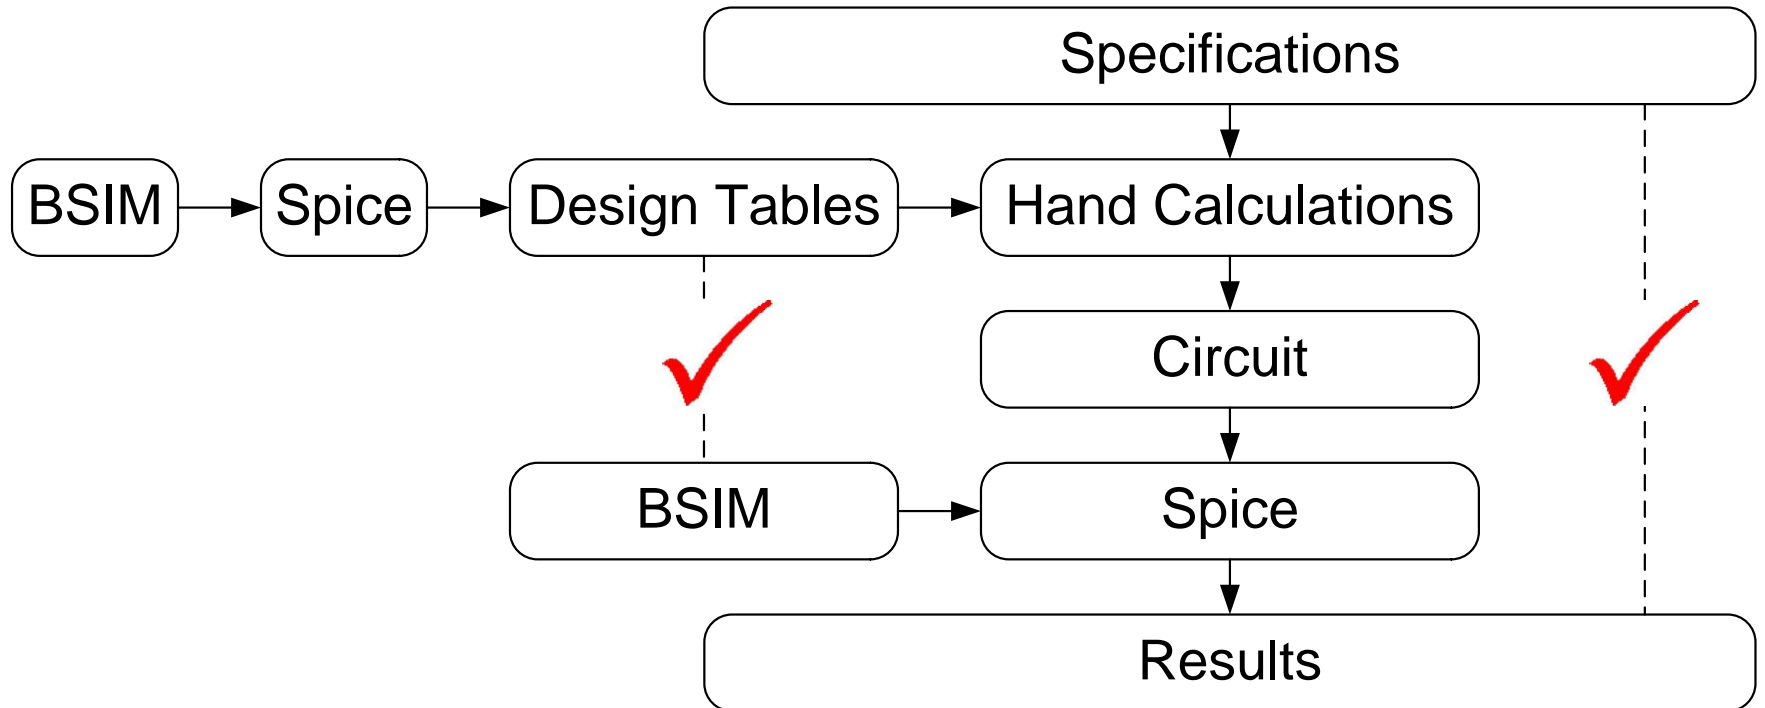 Specifications
BSIM
Spice
Design Tables
Hand Calculations
Circuit
BSIM
Spice
Results